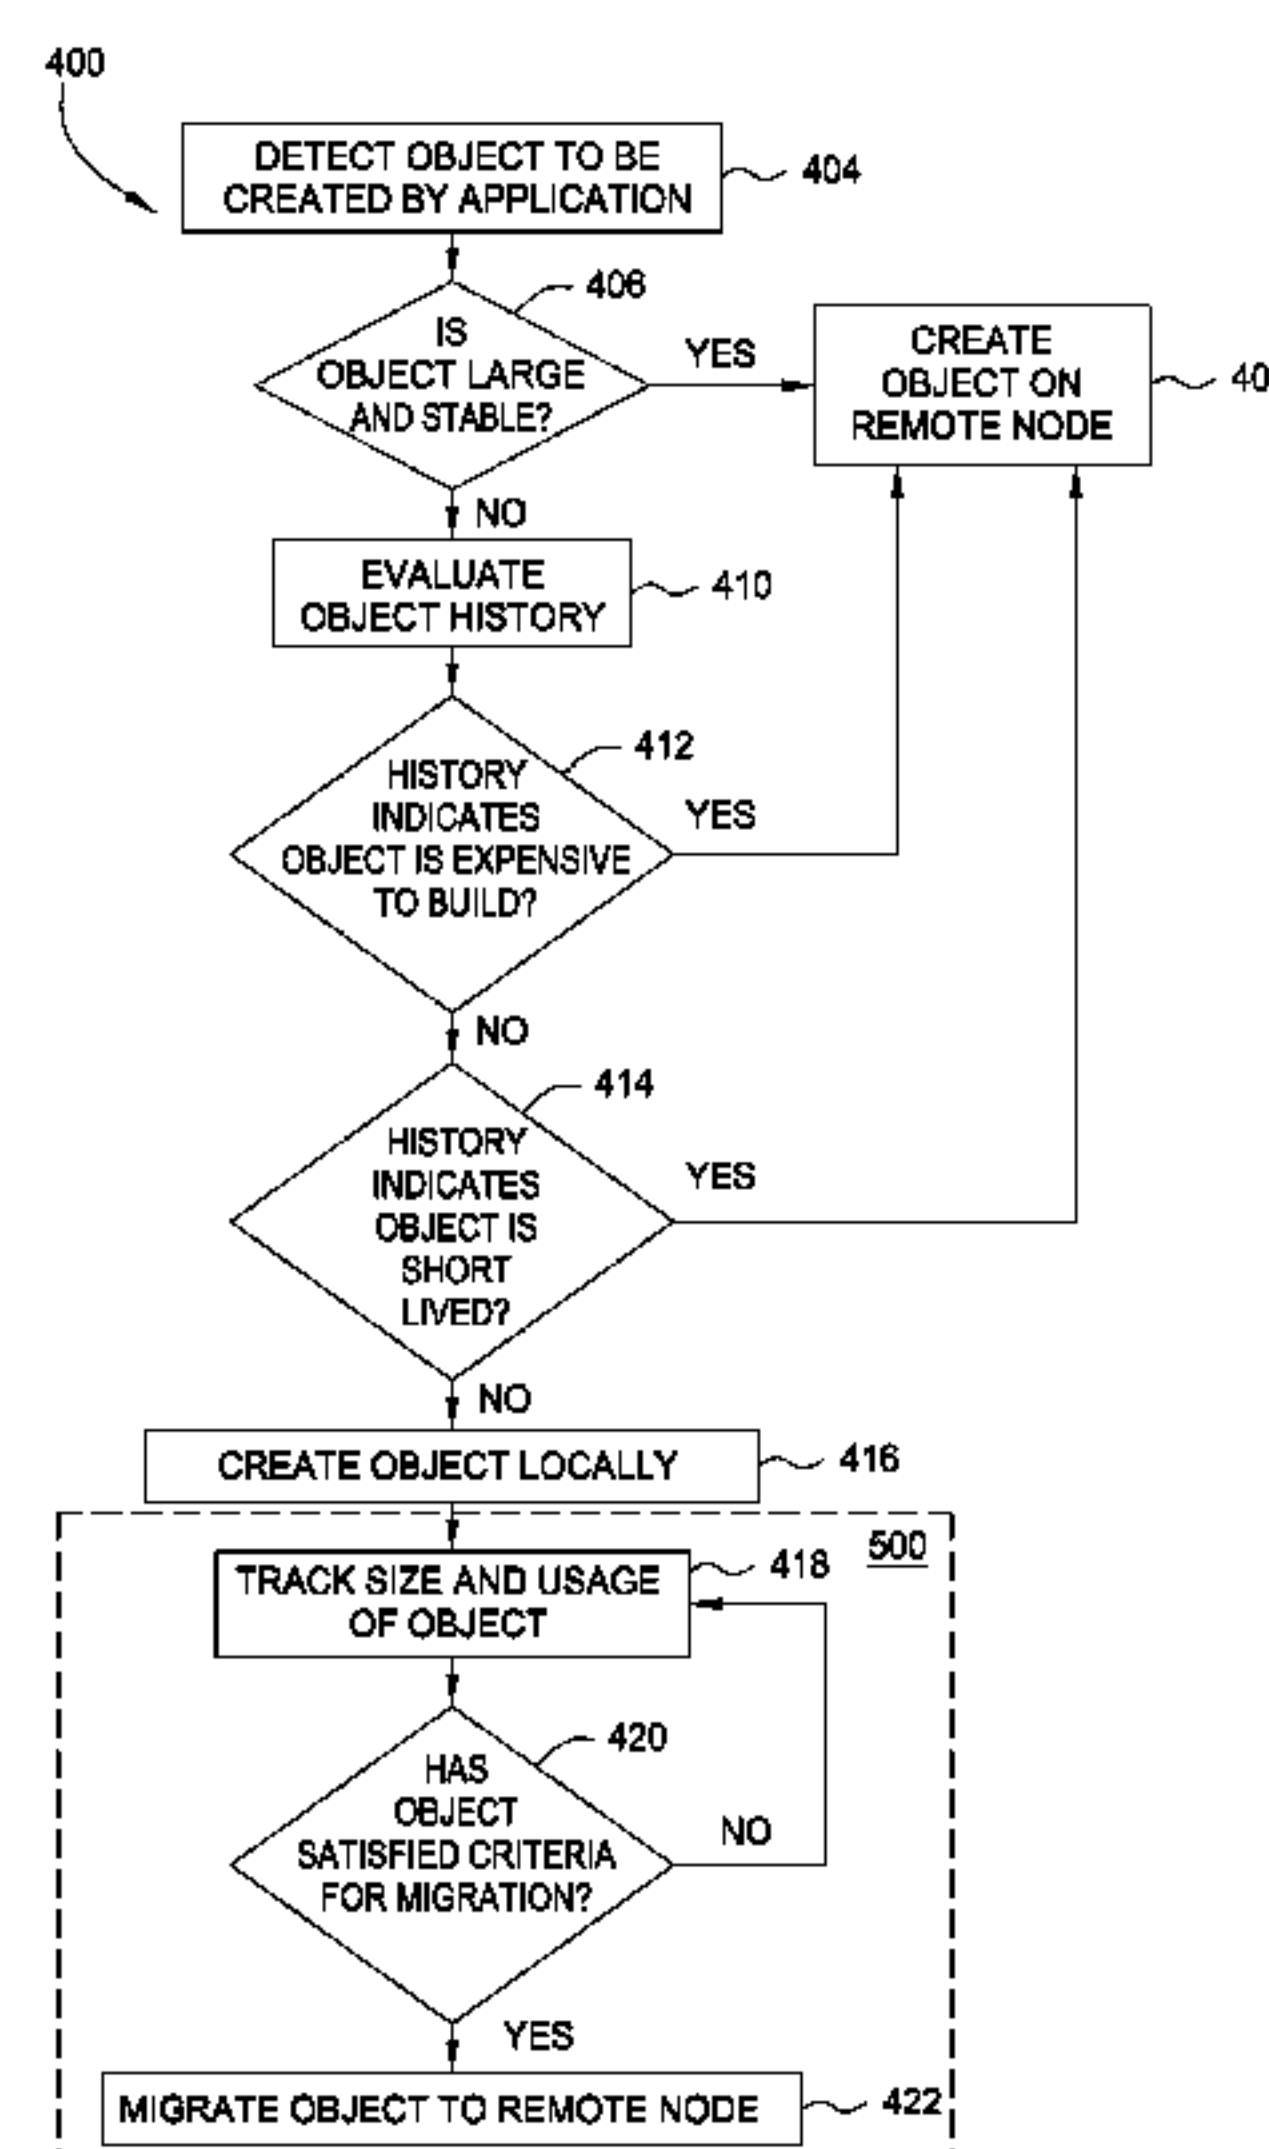 400
DETECT OBJECT TO BE
CREATED BY APPLICATION
404
406
IS
OBJECT LARGE
AND STABLE?
YES
CREATE
OBJECT ON
REMOTE NODE
40
NO
EVALUATE
OBJECT HISTORY
410
412
HISTORY
INDICATES
OBJECT IS EXPENSIVE
TO BUILD?
YES
NO
414
HISTORY
INDICATES
OBJECT IS
SHORT
LIVED?
YES
NO
CREATE OBJECT LOCALLY
416
500
TRACK SIZE AND USAGE
OF OBJECT
418
420
HAS
OBJECT
SATISFIED CRITERIA
FOR MIGRATION?
NO
YES
MIGRATE OBJECT TO REMOTE NODE
422